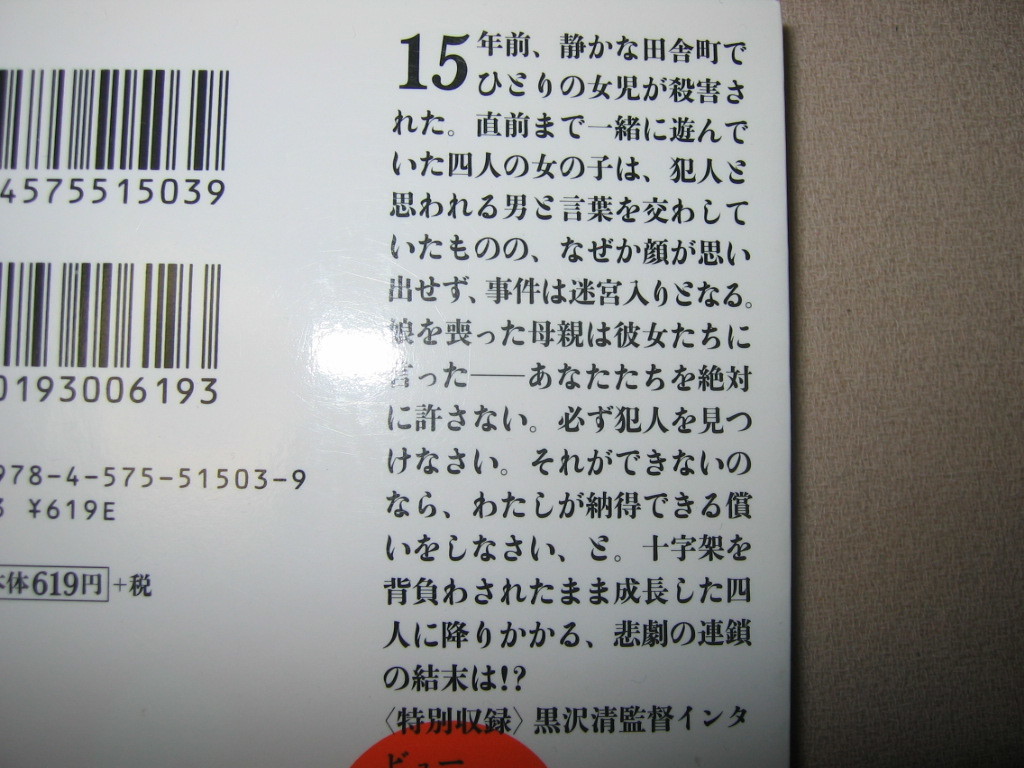 4575515039
0193006193
978-4-575-51503-9
3 ¥619E
本体619円+税
15年前、静かな田舎町で
ひとりの女児が殺害さ
れた。直前まで一緒に遊んで
いた四人の女の子は、犯人と
思われる男と言葉を交わして
いたものの、なぜか顔が思い
出せず、事件は迷宮入りとなる。
娘を喪った母親は彼女たちに
言った――あなたたちを絶対
に許さない。必ず犯人を見つ
けなさい。それができないの
なら、わたしが納得できる償
いをしなさい、と。十字架を
背負わされたまま成長した四
人に降りかかる、悲劇の連鎖
の結末は!?
〈特別収録〉黒沢清監督インタ
ビュー